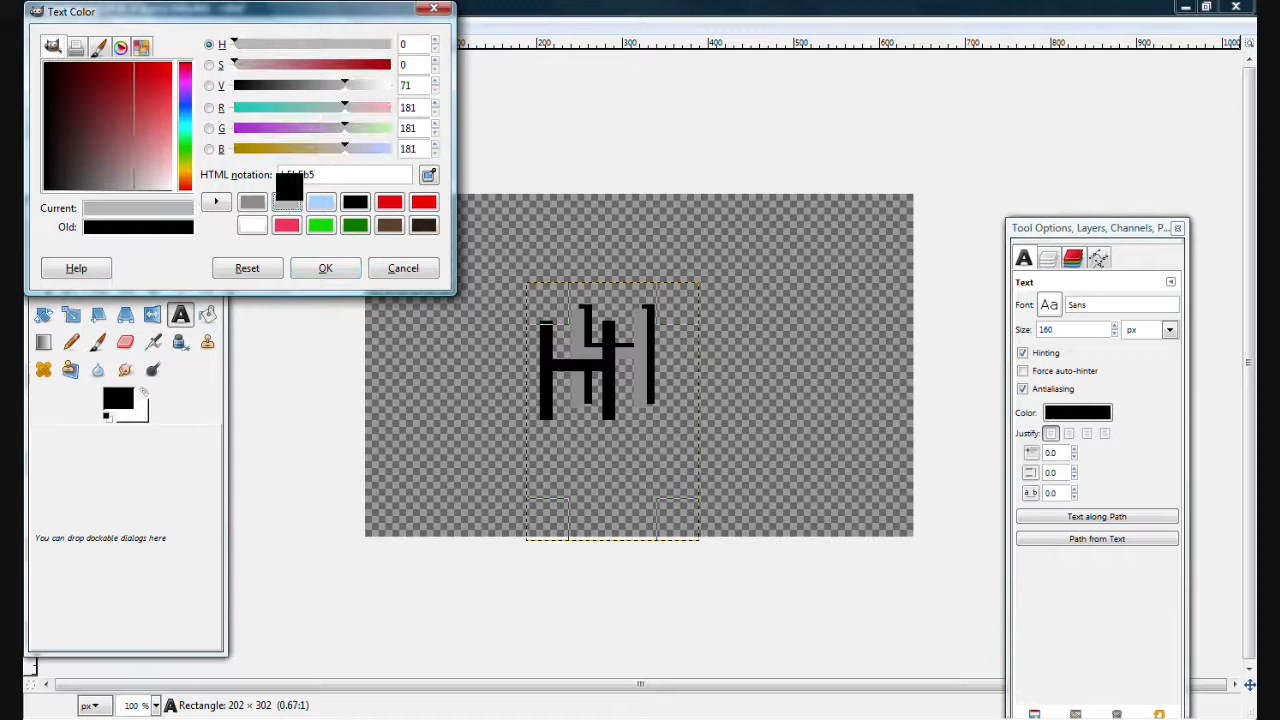 Text Color
H 0
S 0
V 71
R 181
G 181
B 181
HTML notation: 5b5
Current:
Old:
Help Reset OK Cancel
200 300 400 500 600 700 800 900 1000
Tool Options, Layers, Channels, P...
Text
Font: Aa Sans
Size: 160 px
Hinting
Force auto-hinter
Antialiasing
Color:
Justify:
0.0
0.0
a b 0.0
Text along Path
Path from Text
You can drop dockable dialogs here
px 100 % A Rectangle: 202 × 302 (0.67:1)